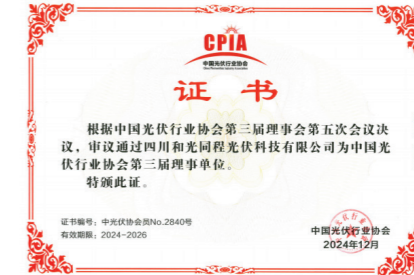 CPIA
中国光伏行业协会
证书
根据中国光伏行业协会第三届理事会第五次会议决
议，审议通过四川和光同程光伏科技有限公司为中国光
伏行业协会第三届理事单位。
特颁此证。
证书编号：中光伏协会员No.2840号
有效期限：2024-2026
中国光伏行业协会
2024年12月